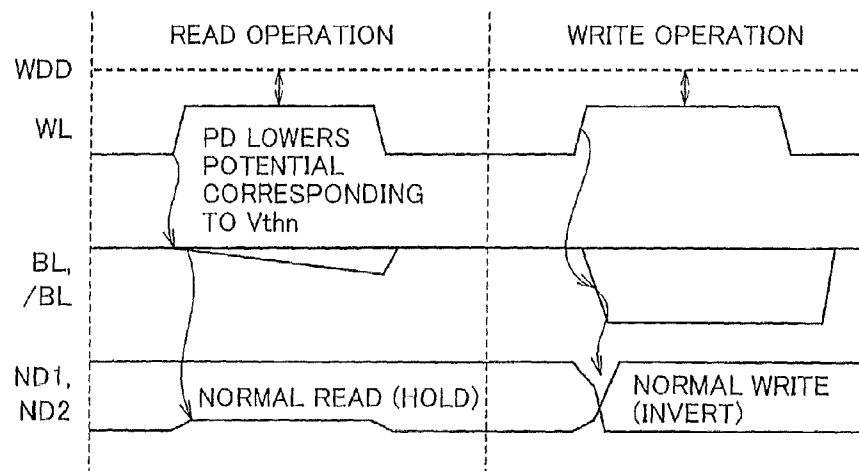 READ OPERATION
WRITE OPERATION
WDD
WL
PD LOWERS
POTENTIAL
CORRESPONDING
TO Vthn
BL,
/BL
ND1,
ND2
NORMAL READ (HOLD)
NORMAL WRITE
(INVERT)